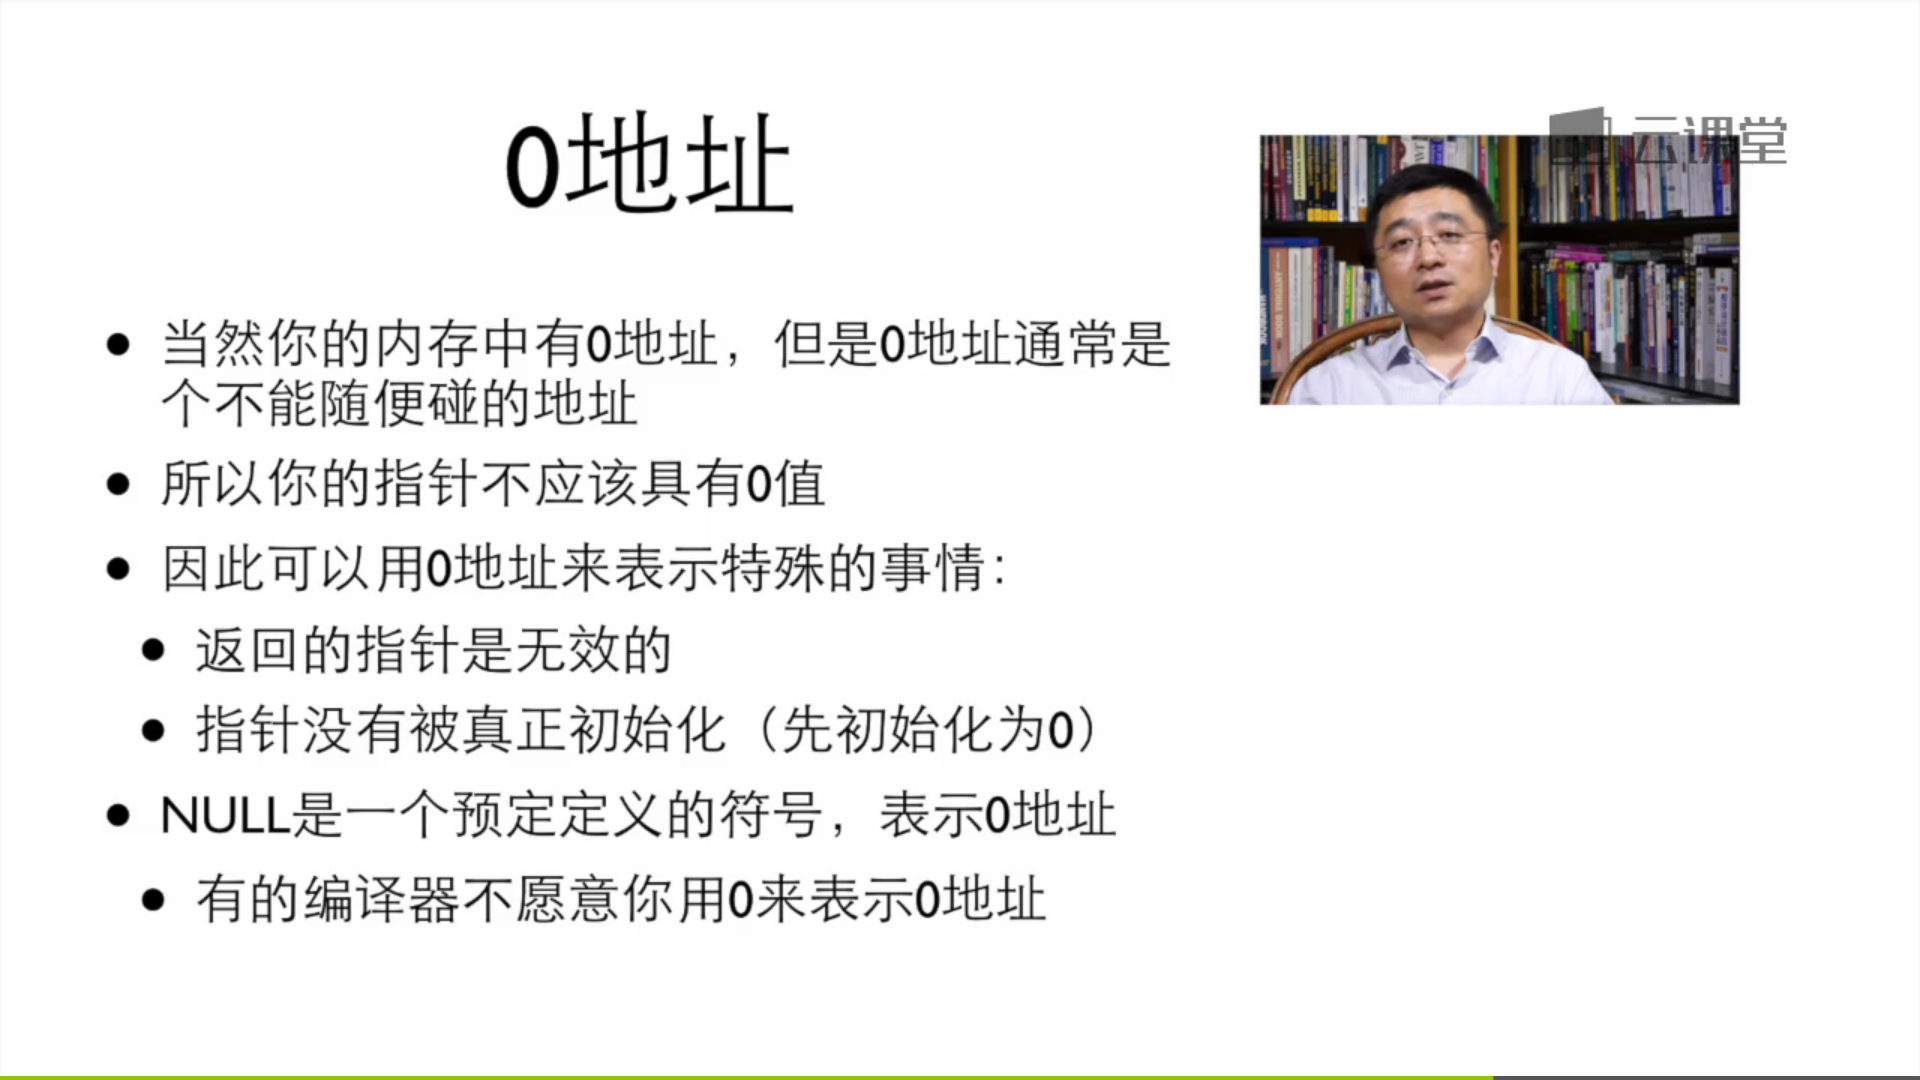 0地址
云课堂
当然你的内存中有0地址，但是0地址通常是
个不能随便碰的地址
所以你的指针不应该具有0值
因此可以用0地址来表示特殊的事情：
返回的指针是无效的
指针没有被真正初始化（先初始化为0）
NULL是一个预定定义的符号，表示0地址
有的编译器不愿意你用0来表示0地址